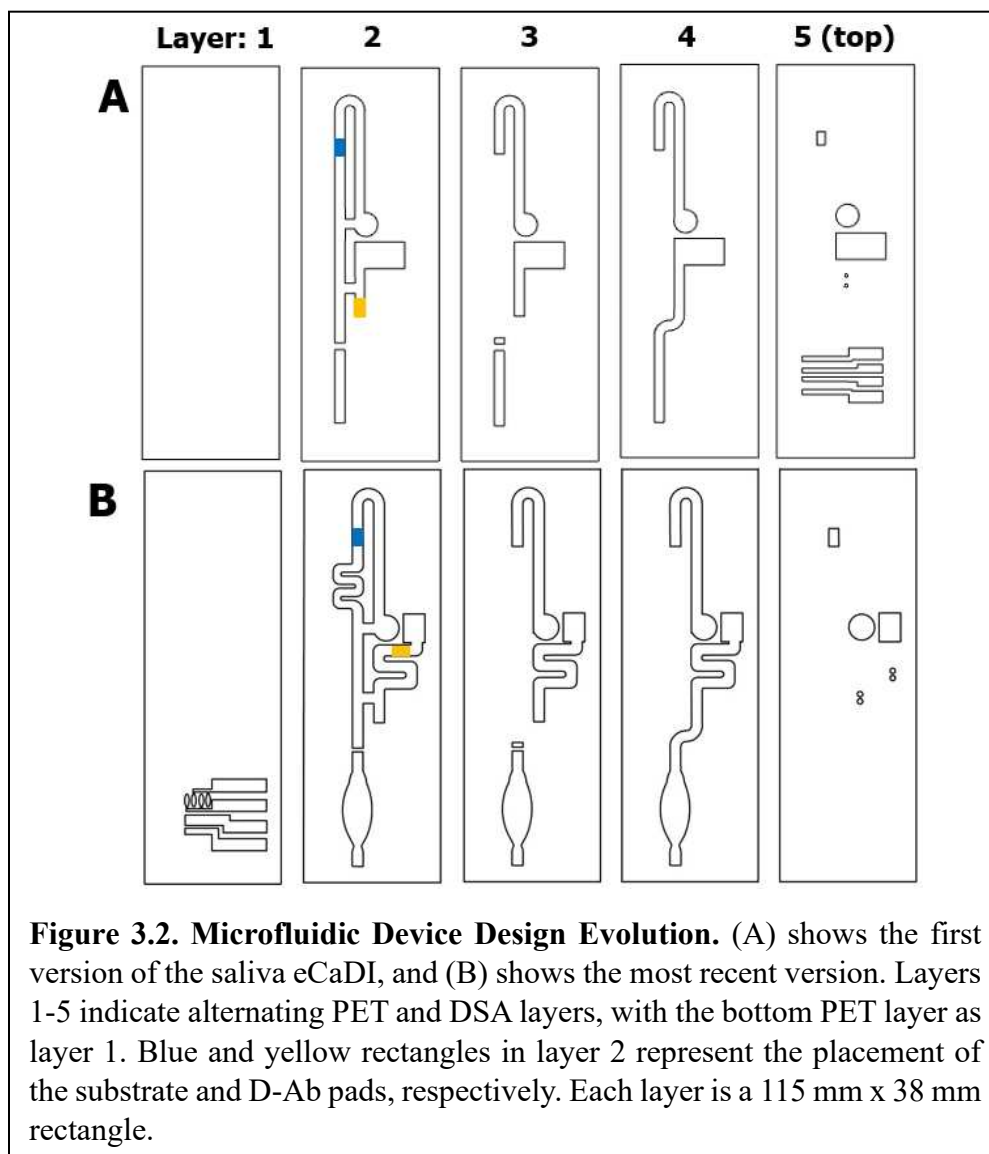 Layer: 1 2 3 4 5 (top)
A
B
Figure 3.2. Microfluidic Device Design Evolution. (A) shows the first
version of the saliva eCaDI, and (B) shows the most recent version. Layers
1-5 indicate alternating PET and DSA layers, with the bottom PET layer as
layer 1. Blue and yellow rectangles in layer 2 represent the placement of
the substrate and D-Ab pads, respectively. Each layer is a 115 mm x 38 mm
rectangle.